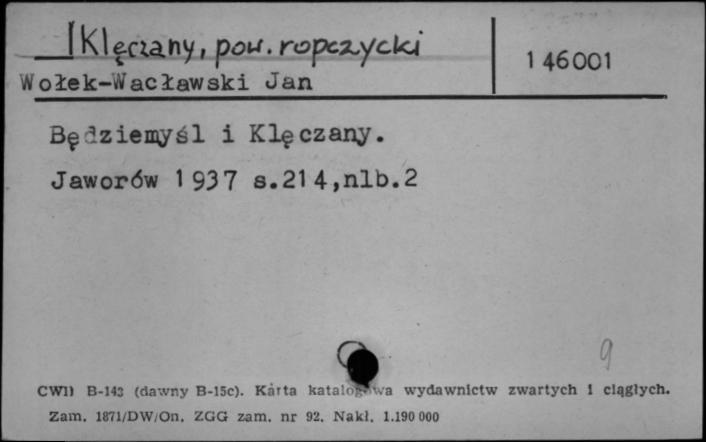 Klęczany, pow. ropczycki
146001
Wołek-Wacławski Jan
Będziemyśl i Klęczany.
Jaworów 1937 s.214,nlb.2
9
CWD B-143 (dawny B-15c). Karta katalogowa wydawnictw zwartych i ciągłych.
Zam. 1871/DW/On. ZGG zam. nr 92. Nakł. 1.190 000